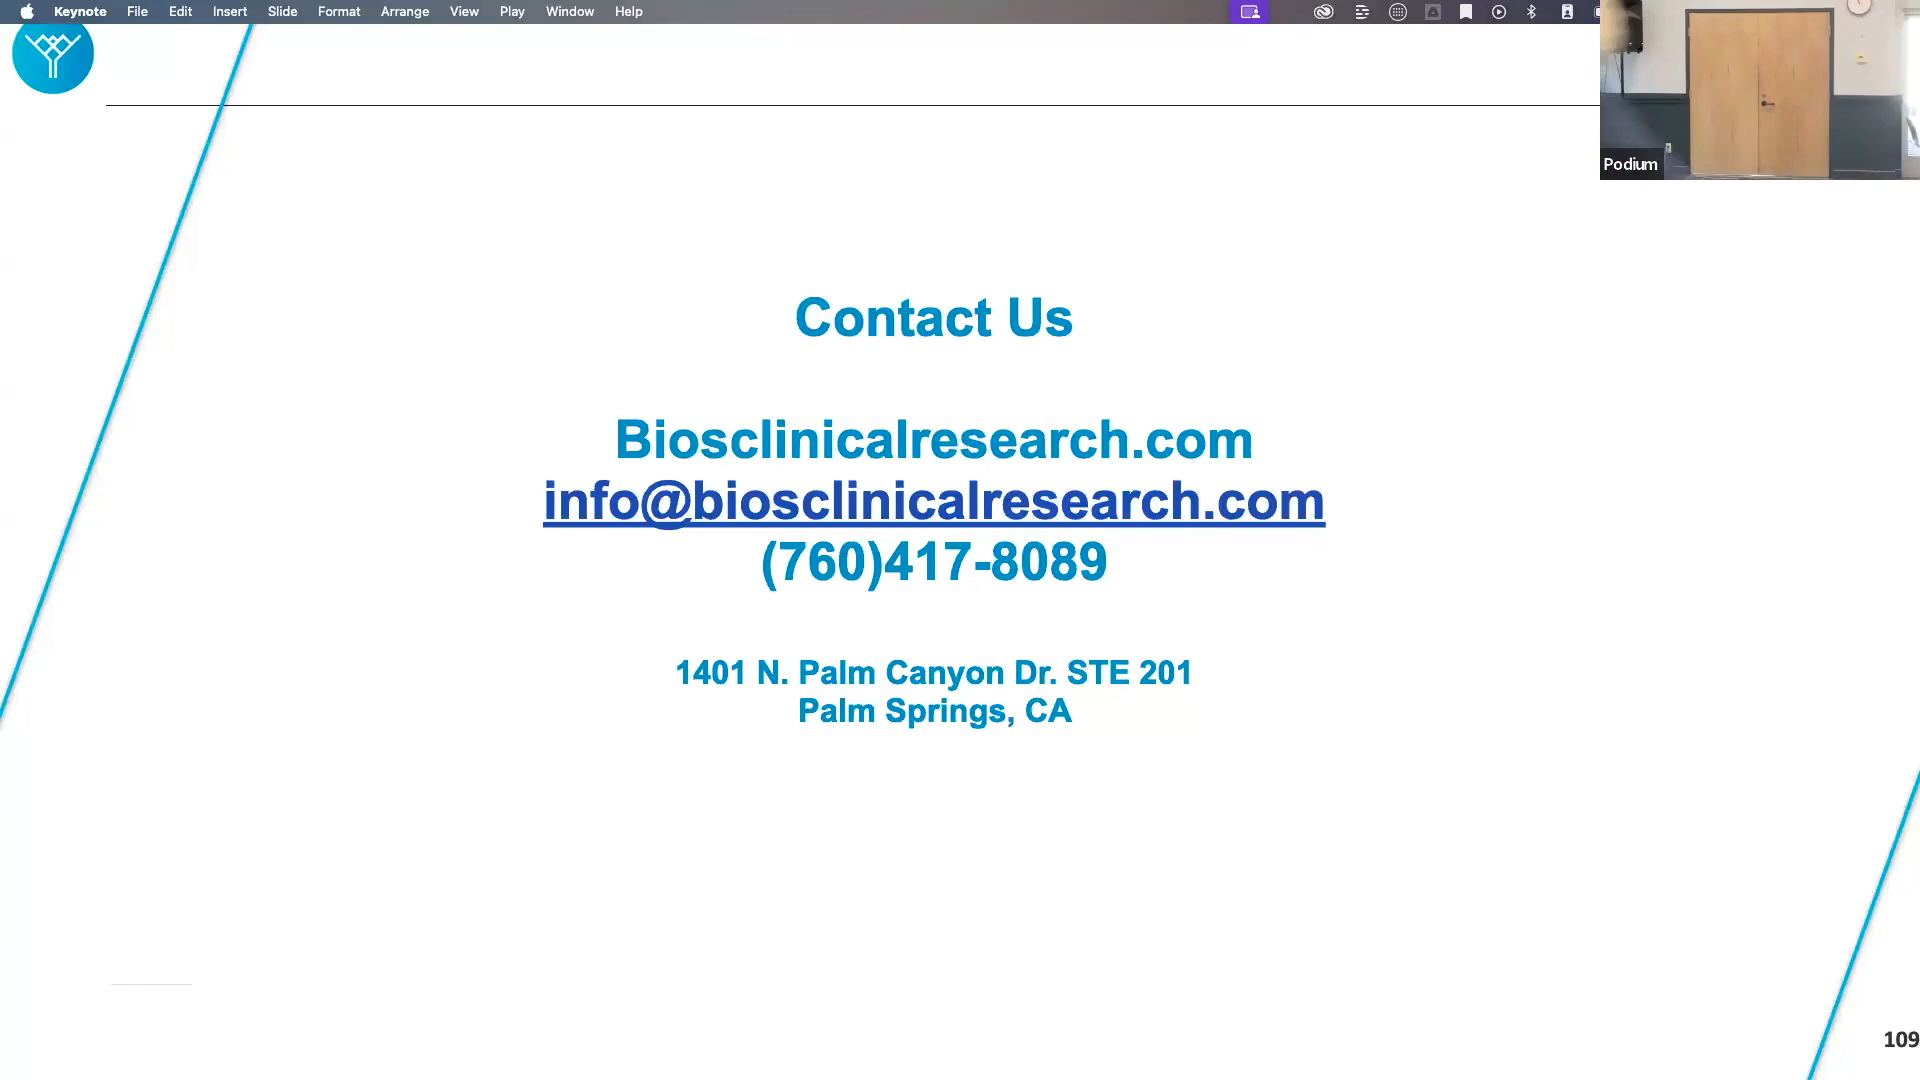 Keynote File Edit Insert Slide Format Arrange View Play Window Help
Podium
Contact Us
Biosclinicalresearch.com
info@biosclinicalresearch.com
(760)417-8089
1401 N. Palm Canyon Dr. STE 201
Palm Springs, CA
109